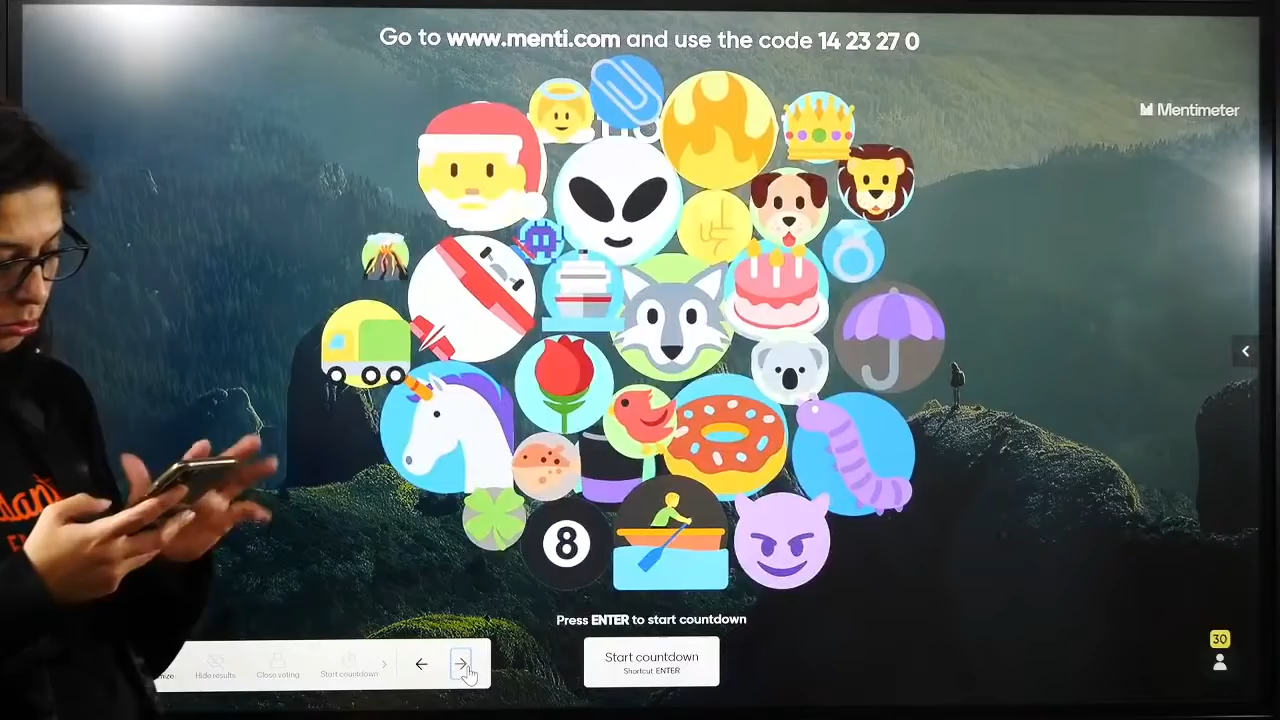 Go to www.menti.com and use the code 14 23 27 0
Mentimeter
8
Press ENTER to start countdown
Start countdown
Shortcut ENTER
Hide results
Close voting
Start countdown
30